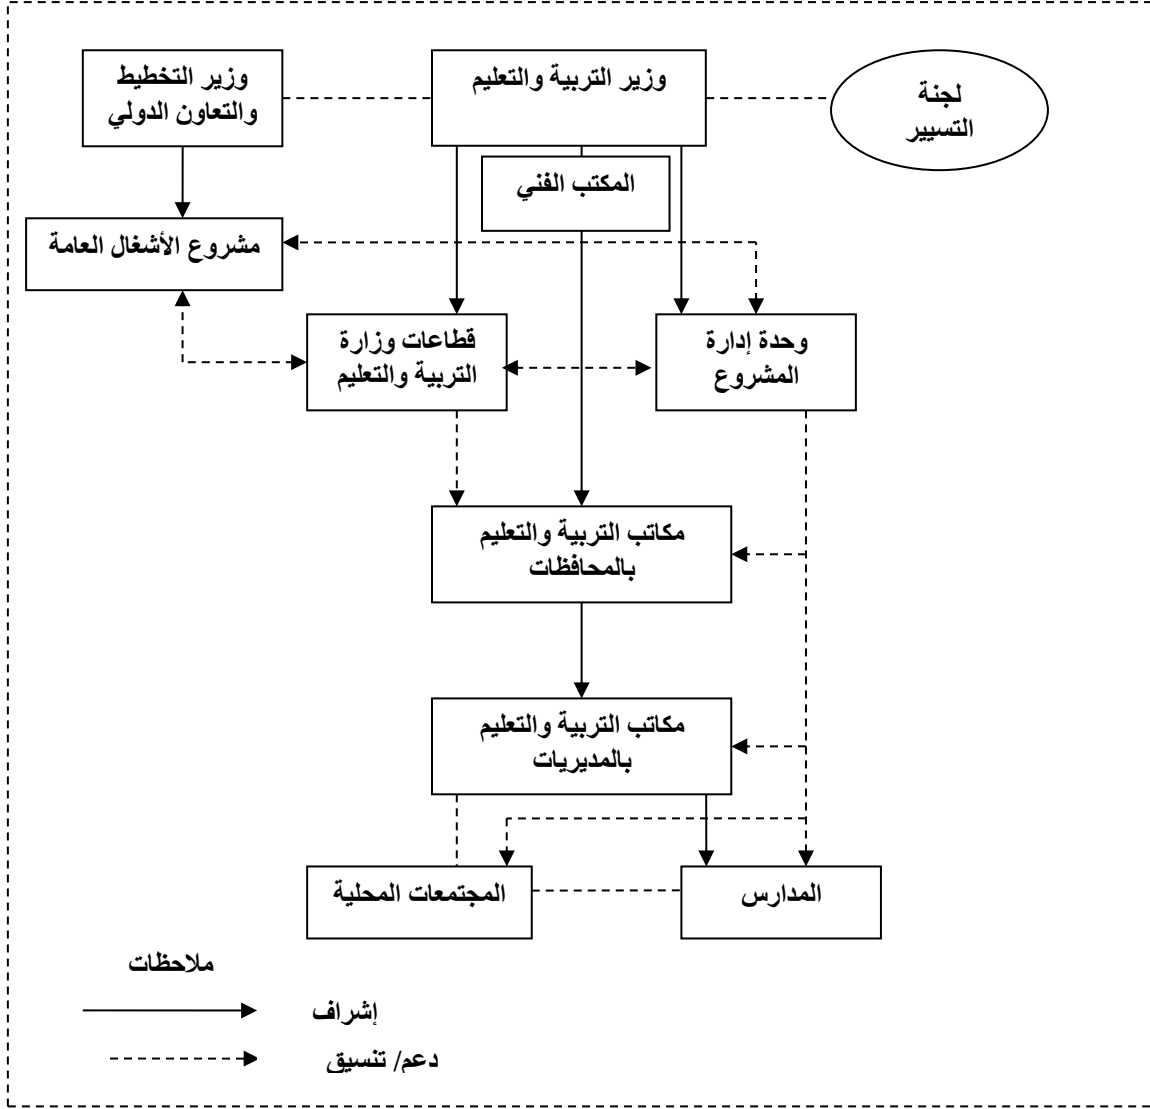 وزير التخطيط
والتعاون الدولي
وزير التربية والتعليم
لجنة
التسيير
المكتب الفني
مشروع الأشغال العامة
قطاعات وزارة
التربية والتعليم
وحدة إدارة
المشروع
مكاتب التربية والتعليم
بالمحافظات
مكاتب التربية والتعليم
بالمديريات
المجتمعات المحلية
المدارس
ملاحظات
إشراف
دعم/ تنسيق